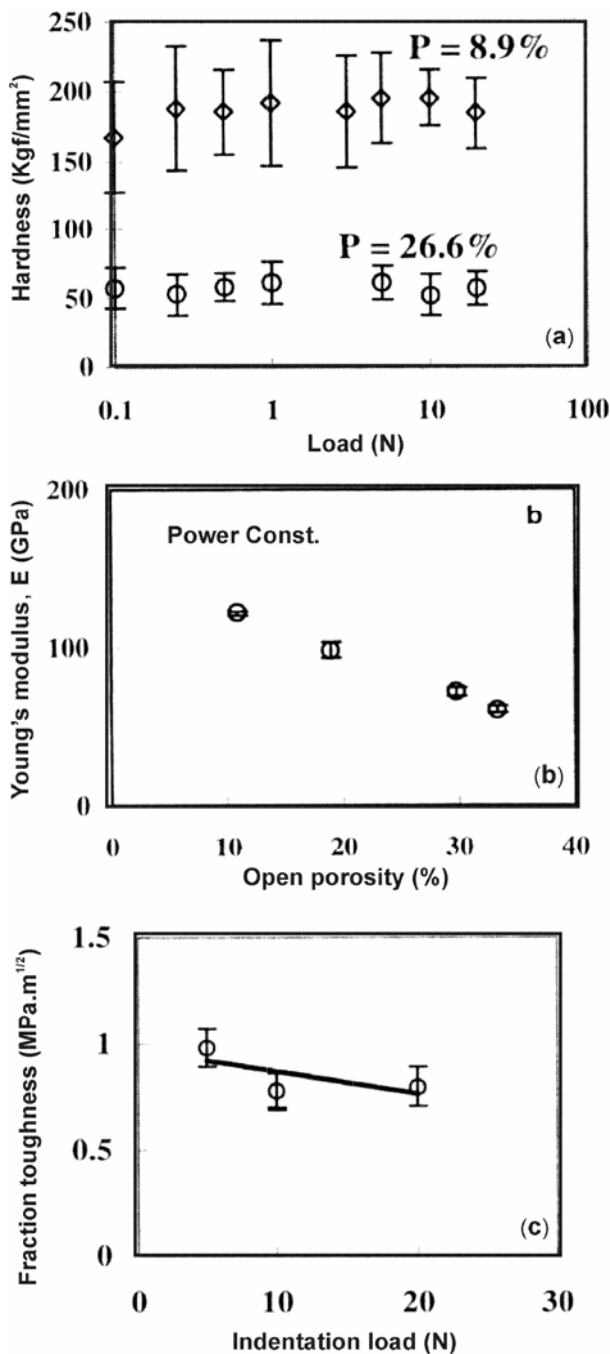 250
200
150
100
50
0
Hardness (Kgf/mm²)
P = 8.9%
P = 26.6%
(a)
0.1 1 10 100
Load (N)
200
100
0
Young's modulus, E (GPa)
b
Power Const.
(b)
0 10 20 30 40
Open porosity (%)
1.5
1
0.5
0
Fraction toughness (MPa.m^1/2)
(c)
0 10 20 30
Indentation load (N)